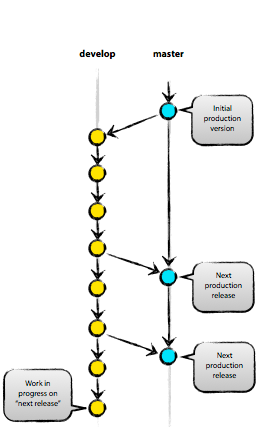 develop master
Initial
production
version
Next
production
release
Next
production
release
Work in
progress on
“next release”